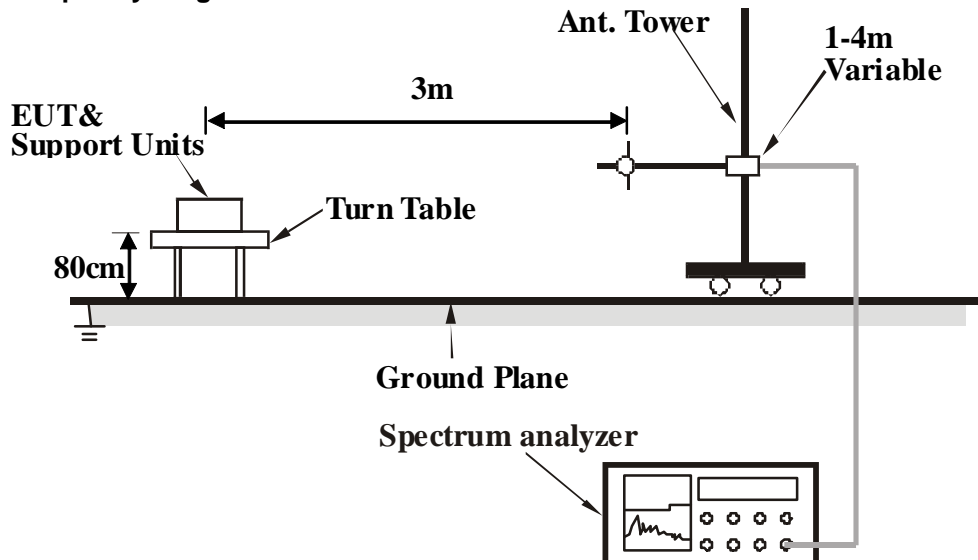 Ant. Tower
1-4m
Variable
3m
EUT&
Support Units
Turn Table
80cm
Ground Plane
Spectrum analyzer